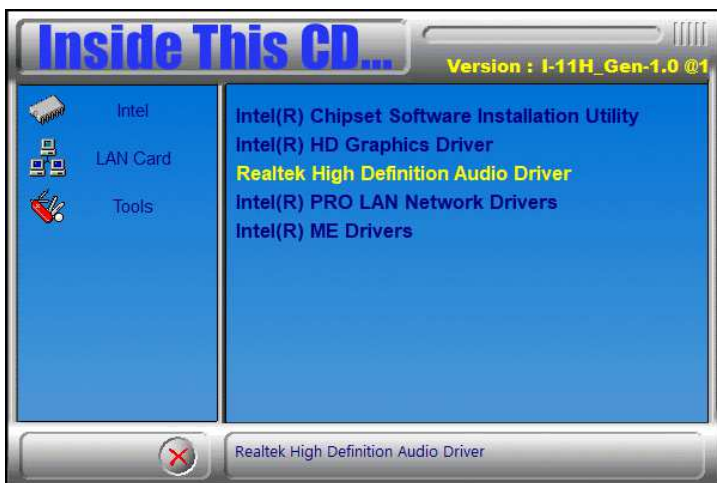 Inside This CD...
Version : I-11H_Gen-1.0 @1
Intel
LAN Card
Tools
Intel(R) Chipset Software Installation Utility
Intel(R) HD Graphics Driver
Realtek High Definition Audio Driver
Intel(R) PRO LAN Network Drivers
Intel(R) ME Drivers
Realtek High Definition Audio Driver